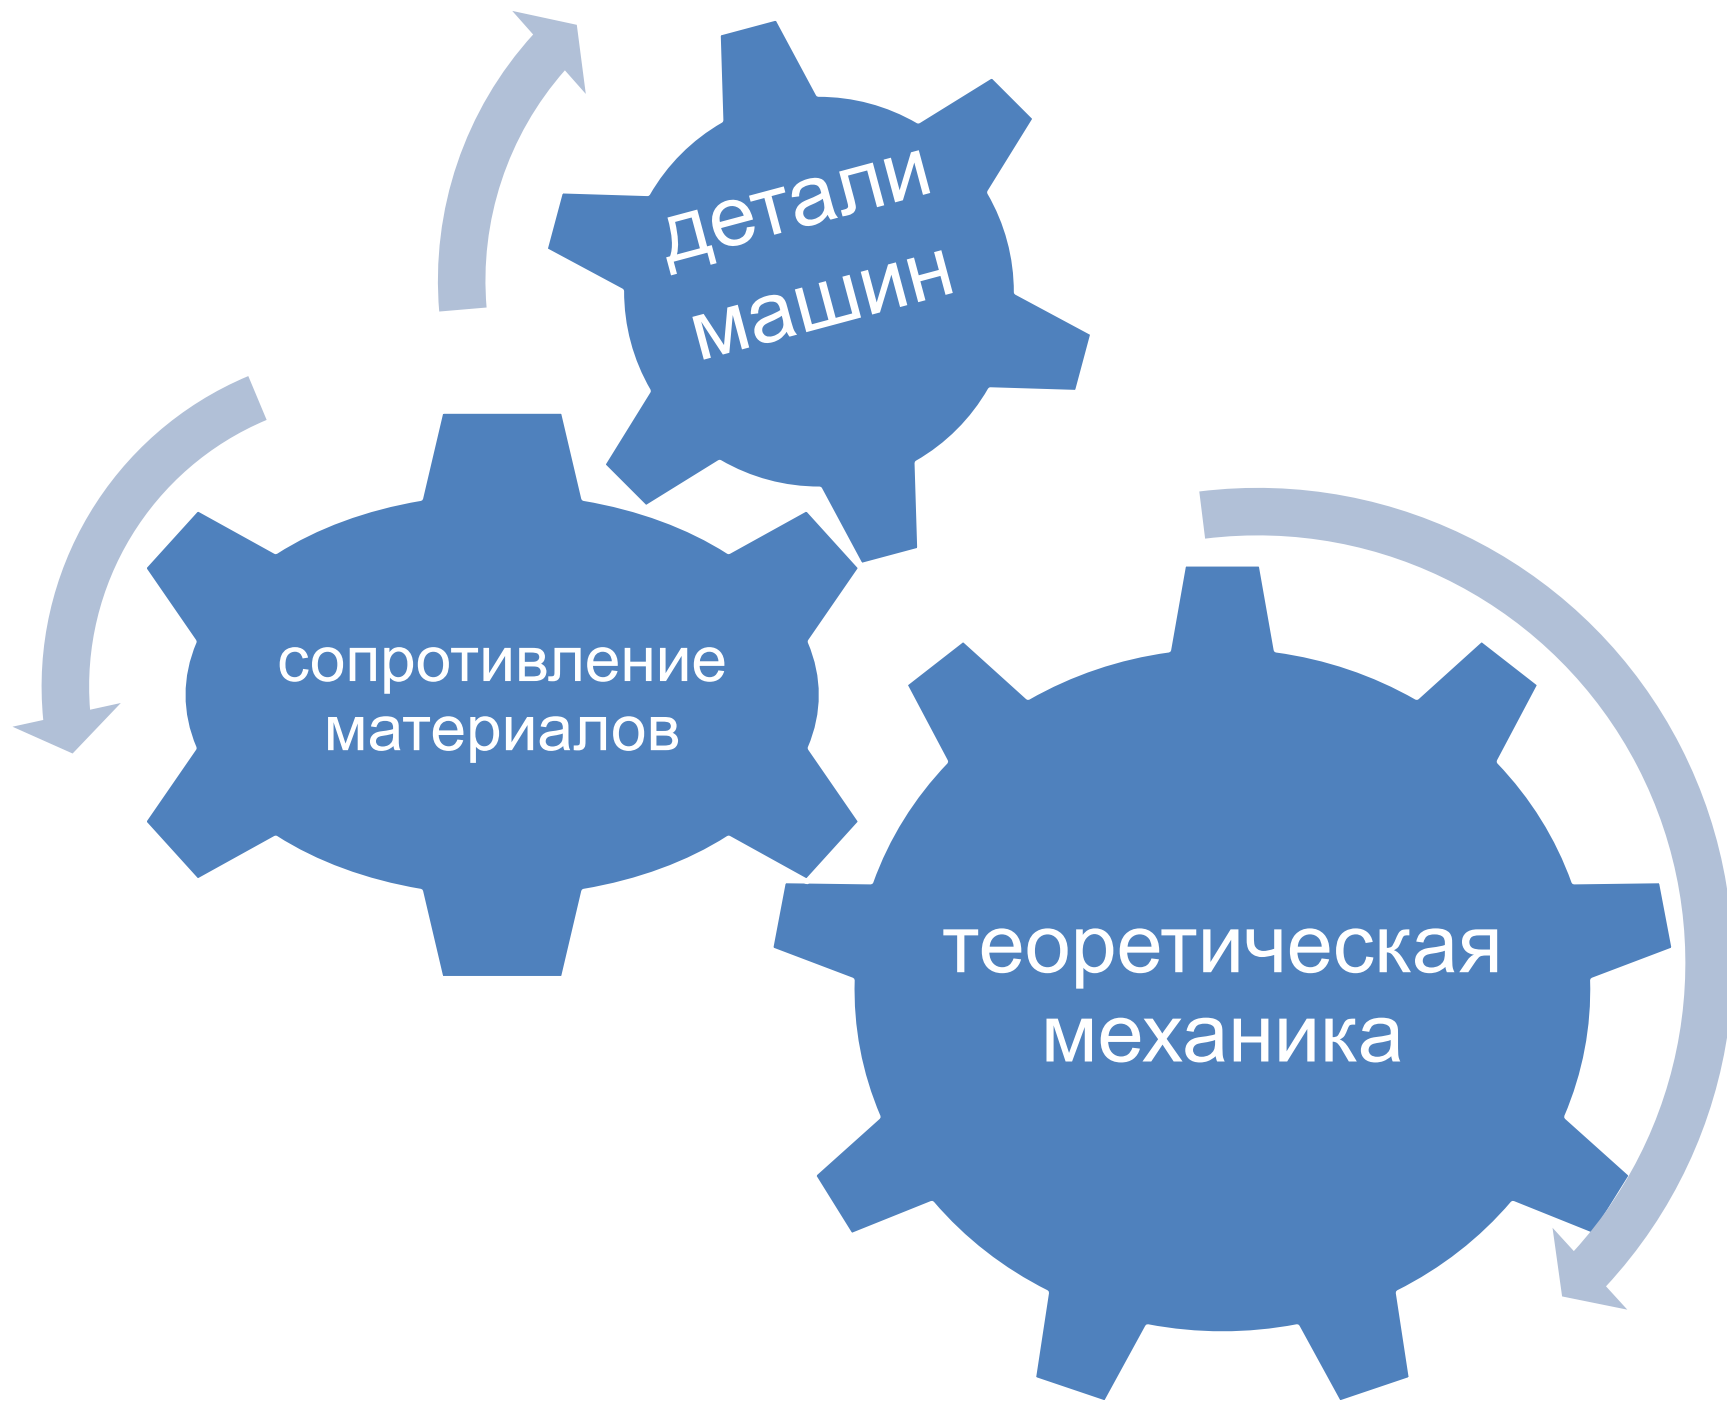 детали
машин
сопротивление
материалов
теоретическая
механика